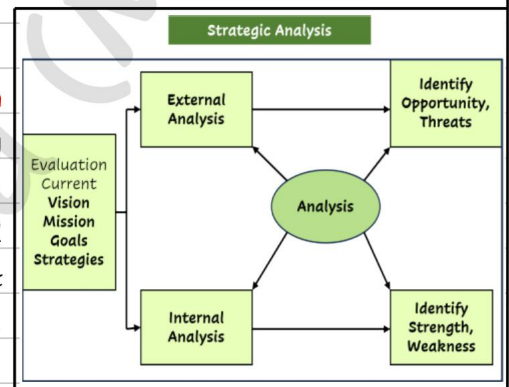 Strategic Analysis
External
Analysis
Identify
Opportunity,
Threats
Evaluation
Current
Vision
Mission
Goals
Strategies
Analysis
Internal
Analysis
Identify
Strength,
Weakness